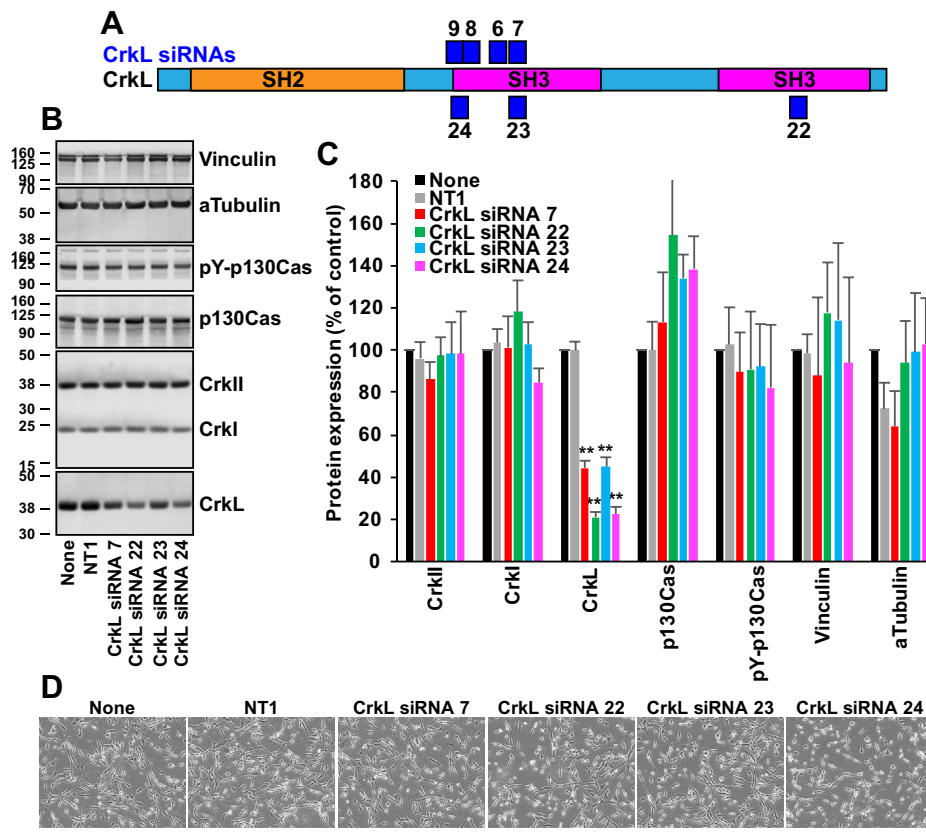 A
9 8 6 7
CrkL siRNAs
CrkL SH2 SH3 SH3
24 23 22
B
160
125
90
Vinculin
70
50
38
aTubulin
160
125
90
pY-p130Cas
160
125
90
p130Cas
50
38
30
25
15
CrkII
CrkI
50
38
30
CrkL
None
NT1
CrkL siRNA 7
CrkL siRNA 22
CrkL siRNA 23
CrkL siRNA 24
C
Protein expression (% of control)
180
160
140
120
100
80
60
40
20
0
None
NT1
CrkL siRNA 7
CrkL siRNA 22
CrkL siRNA 23
CrkL siRNA 24
** ** ** **
CrkII
CrkI
CrkL
p130Cas
pY-p130Cas
Vinculin
aTubulin
D
None NT1 CrkL siRNA 7 CrkL siRNA 22 CrkL siRNA 23 CrkL siRNA 24